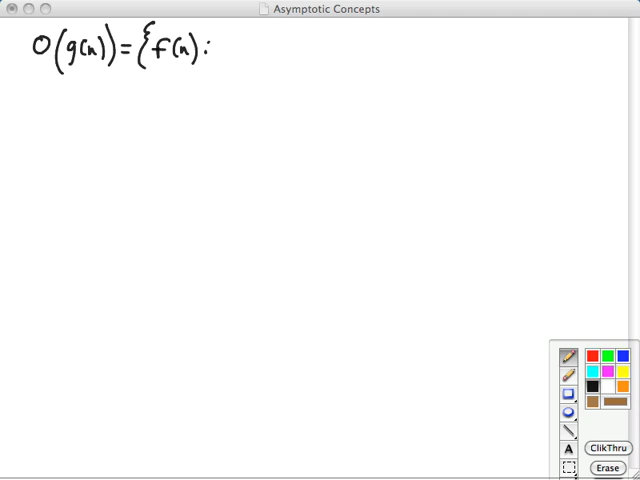 Asymptotic Concepts
O(g(n)) = {f(n) :
A
ClikThru
Erase